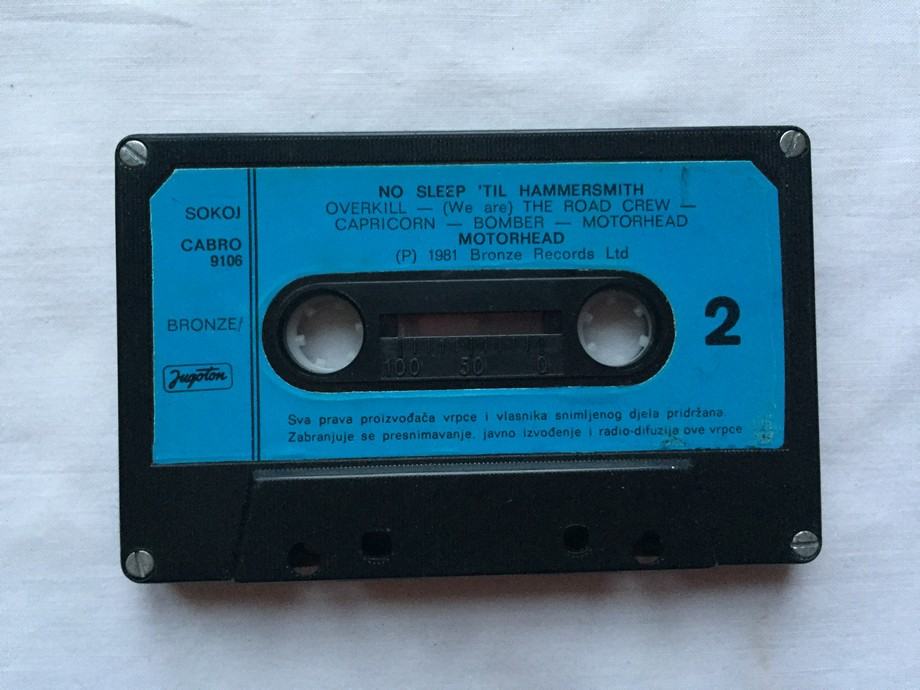 NO SLEEP 'TIL HAMMERSMITH
OVERKILL — (We are) THE ROAD CREW —
CAPRICORN — BOMBER — MOTORHEAD
MOTORHEAD
(P) 1981 Bronze Records Ltd
SOKOJ
CABRO
9106
BRONZE/
Jugoton
2
100 50 0
Sva prava proizvođača vrpce i vlasnika snimljenog djela pridržana.
Zabranjuje se presnimavanje. javno izvođenje i radio-difuzija ove vrpce